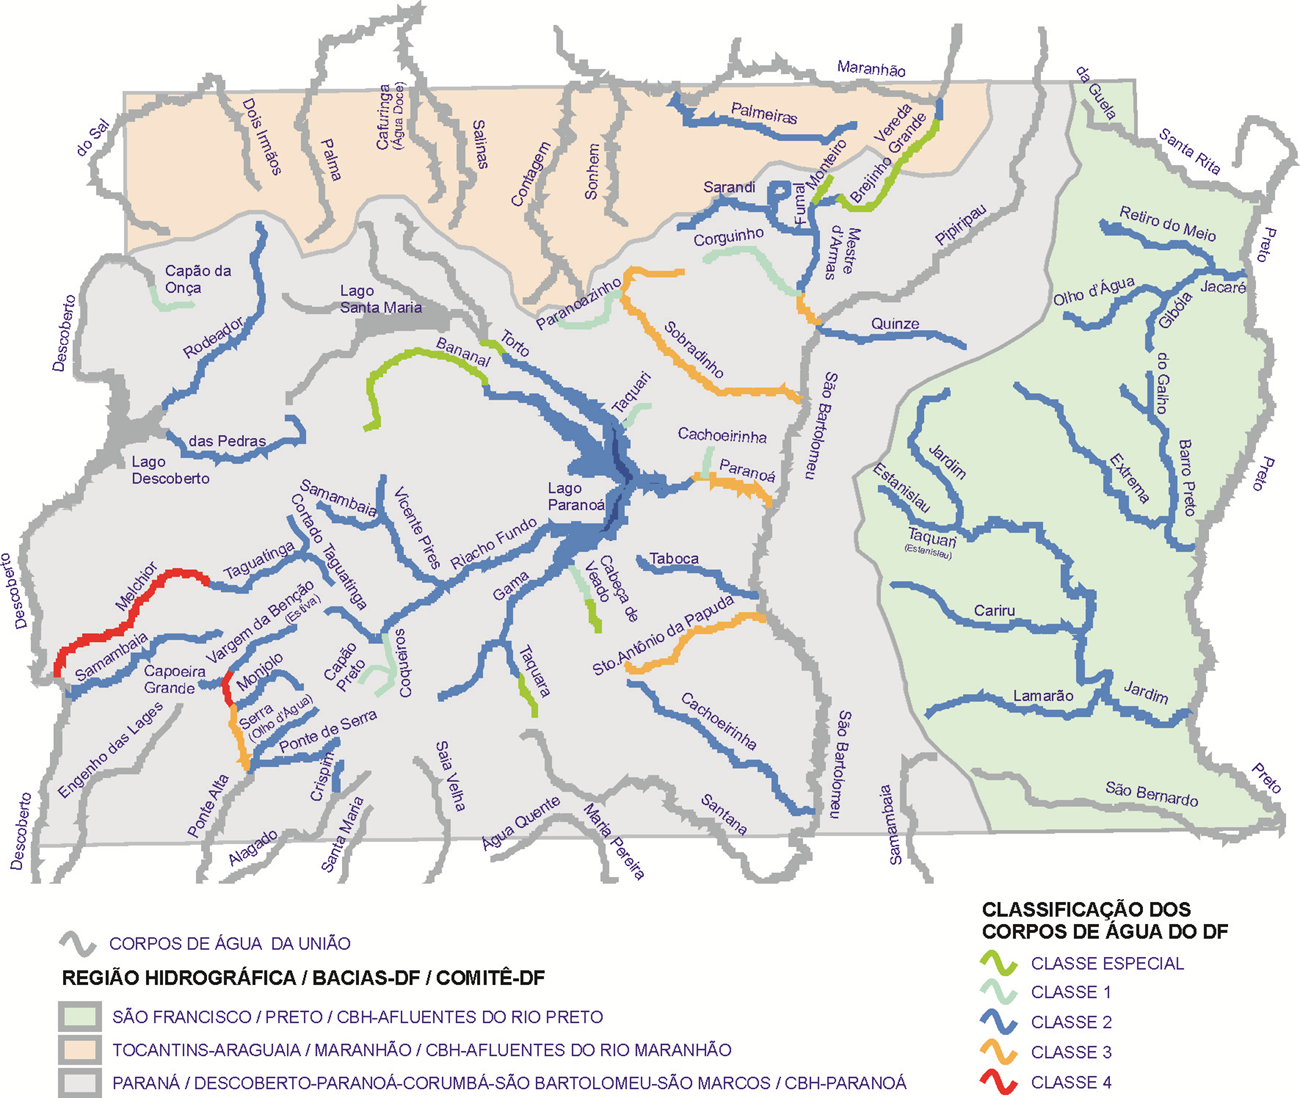 Maranhão
da Guela
Santa Rita
do Sal
Dois Irmãos
Palma
Cafuringa
(Água Doce)
Salinas
Contagem
Sonhem
Palmeiras
Vereda
Grande
Monteiro
Brejinho
Sarandi
Fumal
Corguinho
Mestre
d'Armas
Pipiripau
Retiro do Meio
Preto
Jacaré
Olho d'Água
Gibóia
Capão da
Onça
Descoberto
Rodeador
Lago
Santa Maria
Paranoazinho
Torto
Bananal
Sobradinho
Quinze
São Bartolomeu
Taquari
do Gaiho
das Pedras
Lago
Descoberto
Cachoeirinha
Paranoá
Jardim
Extrema
Barro Preto
Preto
Estanislau
Taquari
(Estanisleu)
Samambaia
Cortado
Vicente Pires
Lago
Paranoá
Riacho Fundo
Taguatinga
Taguatinga
Descoberto
Melchior
Gama
Cabeça de
Veado
Taboca
Cariru
Vargem da Benção
(Estiva)
Samambaia
Sto. Antônio da Papuda
Capoeira
Grande
Moniolo
Capão
Preto
Coqueiros
Taquara
Lamarão
Jardim
Serra
(Olho d'Água)
Ponte de Serra
Cachoeirinha
São Bartolomeu
Engenho das Lages
Crispim
Saia Velha
Ponte Alta
Alagado
Santa Maria
Água Quente
Maria Pereira
Santana
Samambaia
São Bernardo
Preto
Descoberto
CORPOS DE ÁGUA DA UNIÃO
REGIÃO HIDROGRÁFICA / BACIAS-DF / COMITÊ-DF
SÃO FRANCISCO / PRETO / CBH-AFLUENTES DO RIO PRETO
TOCANTINS-ARAGUAIA / MARANHÃO / CBH-AFLUENTES DO RIO MARANHÃO
PARANÁ / DESCOBERTO-PARANOÁ-CORUMBÁ-SÃO BARTOLOMEU-SÃO MARCOS / CBH-PARANOÁ
CLASSIFICAÇÃO DOS
CORPOS DE ÁGUA DO DF
CLASSE ESPECIAL
CLASSE 1
CLASSE 2
CLASSE 3
CLASSE 4